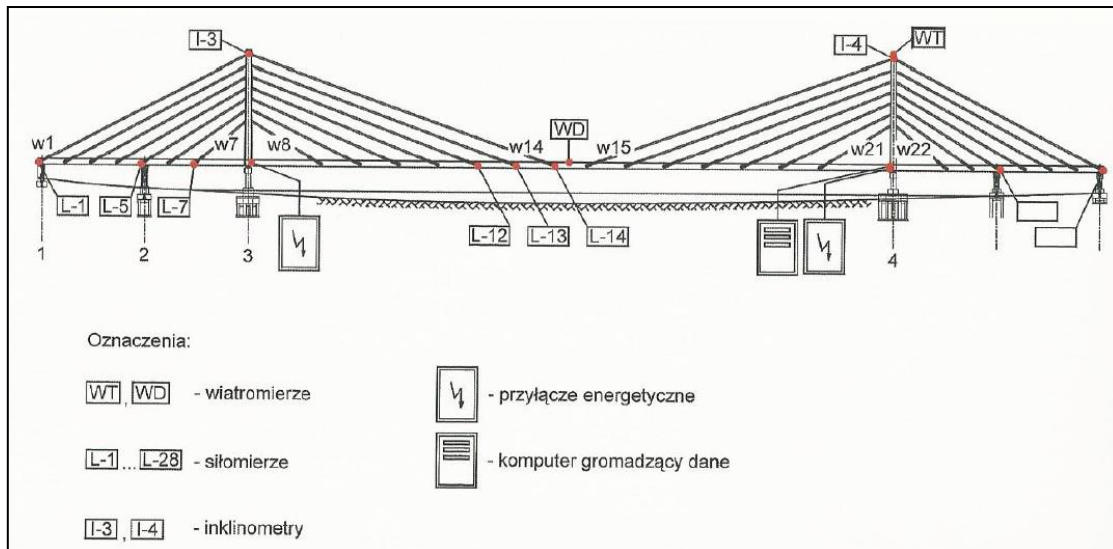 I-3
I-4
WT
w1
w7
w8
w14
WD
w15
w21
w22
L-1
L-5
L-7
L-12
L-13
L-14
1
2
3
4
Oznaczenia:
WT , WD - wiatromierze
- przyłącze energetyczne
L-1 ... L-28 - siłomierze
- komputer gromadzący dane
I-3 , I-4 - inklinometry